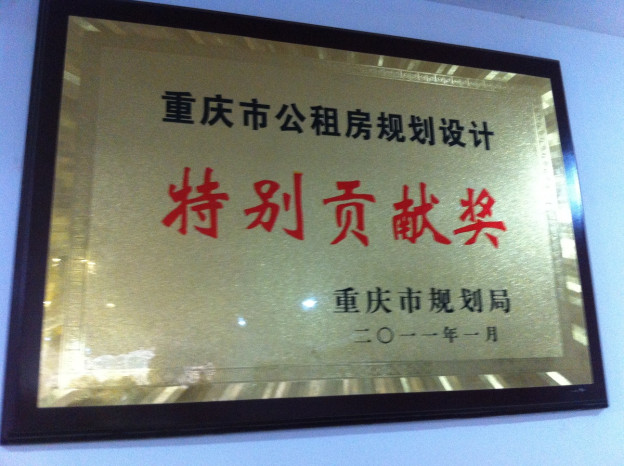 重庆市公租房规划设计
特别贡献奖
重庆市规划局
二〇一一年一月